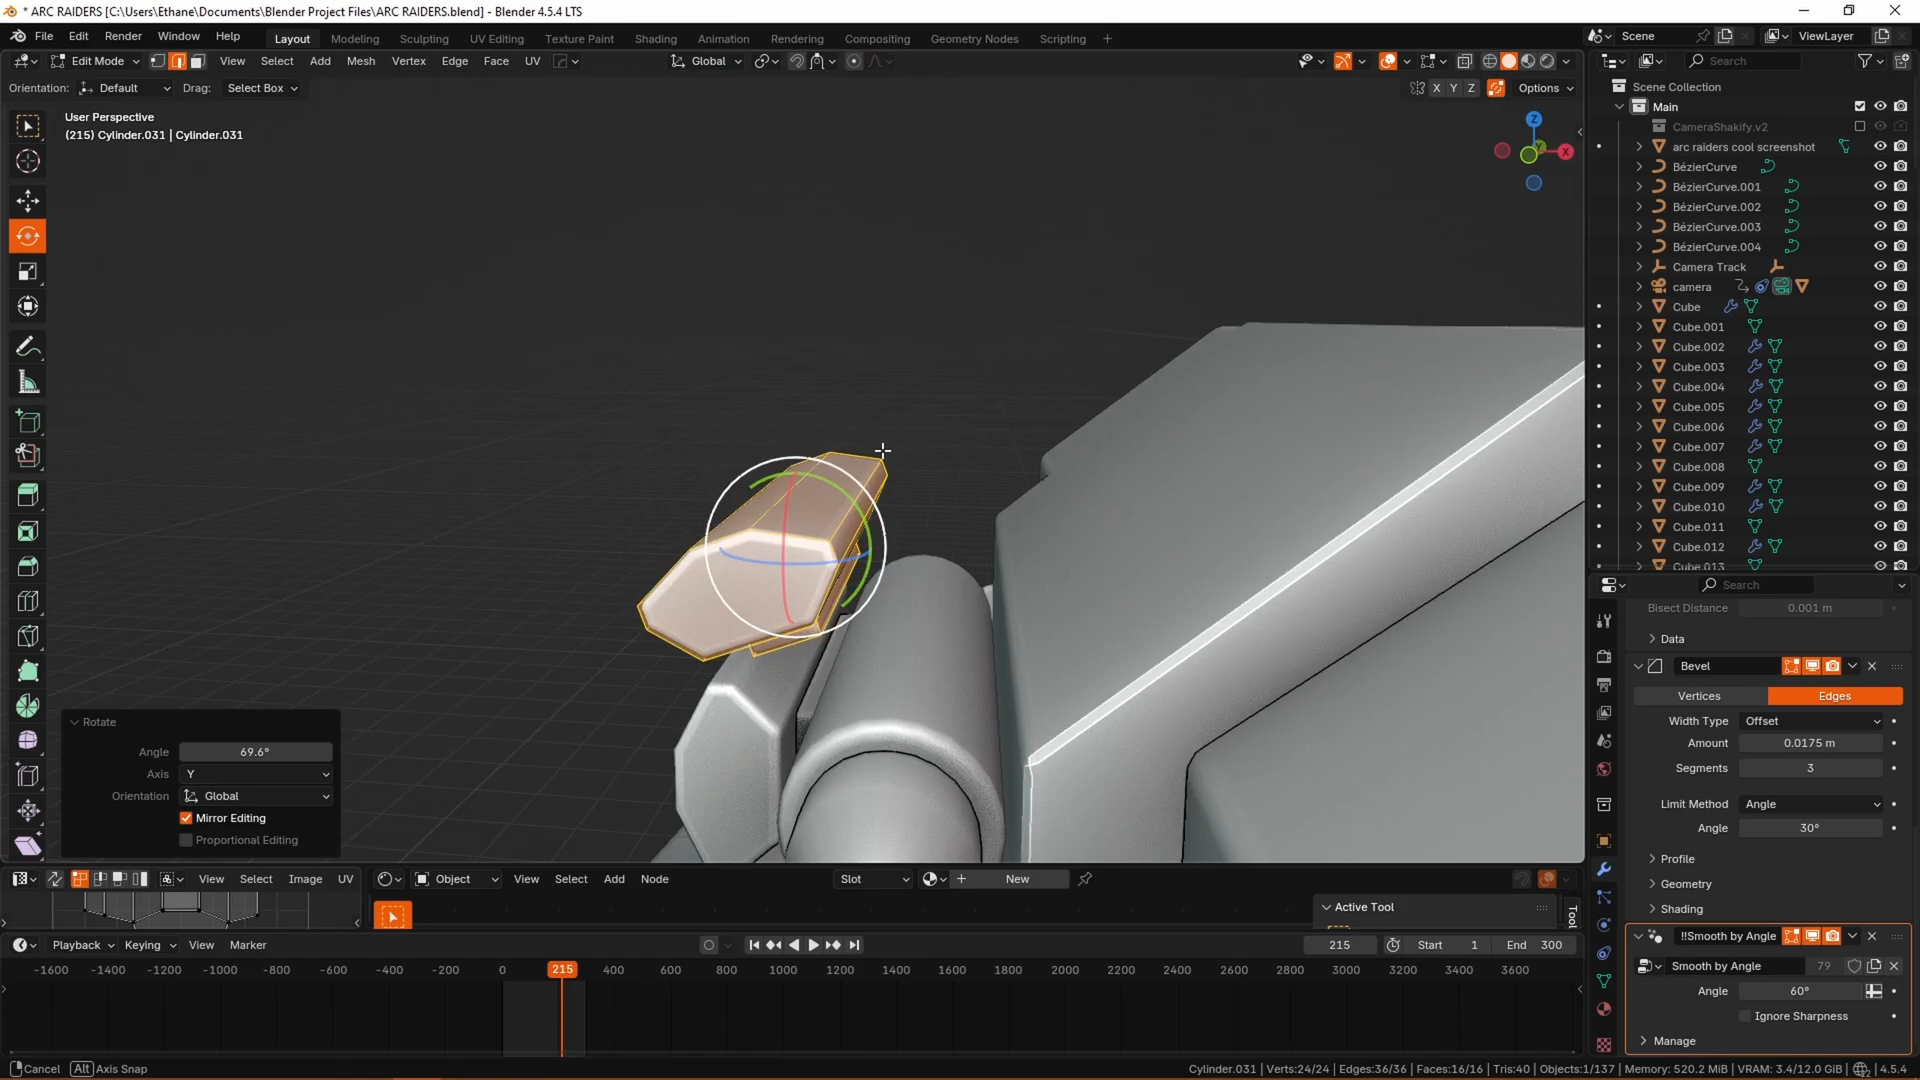 * ARC RAIDERS [C:\Users\Ethane\Documents\Blender Project Files\ARC RAIDERS.blend] - Blender 4.5.4 LTS
File Edit Render Window Help Layout Modeling Sculpting UV Editing Texture Paint Shading Animation Rendering Compositing Geometry Nodes Scripting + Scene ViewLayer
Edit Mode View Select Add Mesh Vertex Edge Face UV Global Search
Orientation: Default Drag: Select Box X Y Z Options
Scene Collection
User Perspective
(215) Cylinder.031 | Cylinder.031
Z
X
Main
CameraShakify.v2
arc raiders cool screenshot
BézierCurve
BézierCurve.001
BézierCurve.002
BézierCurve.003
BézierCurve.004
Camera Track
camera
Cube
Cube.001
Cube.002
Cube.003
Cube.004
Cube.005
Cube.006
Cube.007
Cube.008
Cube.009
Cube.010
Cube.011
Cube.012
Cube.013
Search
Bisect Distance 0.001 m
Data
Bevel
Vertices Edges
Width Type Offset
Amount 0.0175 m
Segments 3
Limit Method Angle
Angle 30°
Profile
Geometry
Shading
!!Smooth by Angle
Smooth by Angle 79
Angle 60°
Ignore Sharpness
Manage
Rotate
Angle 69.6°
Axis Y
Orientation Global
Mirror Editing
Proportional Editing
View Select Image UV Object View Select Add Node Slot New
Active Tool
Tool
Playback Keying View Marker 215 Start 1 End 300
-1600 -1400 -1200 -1000 -800 -600 -400 -200 0 215 400 600 800 1000 1200 1400 1600 1800 2000 2200 2400 2600 2800 3000 3200 3400 3600
Cancel Alt Axis Snap Cylinder.031 | Verts:24/24 | Edges:36/36 | Faces:16/16 | Tris:40 | Objects:1/137 | Memory: 520.2 MiB | VRAM: 3.4/12.0 GiB | 4.5.4